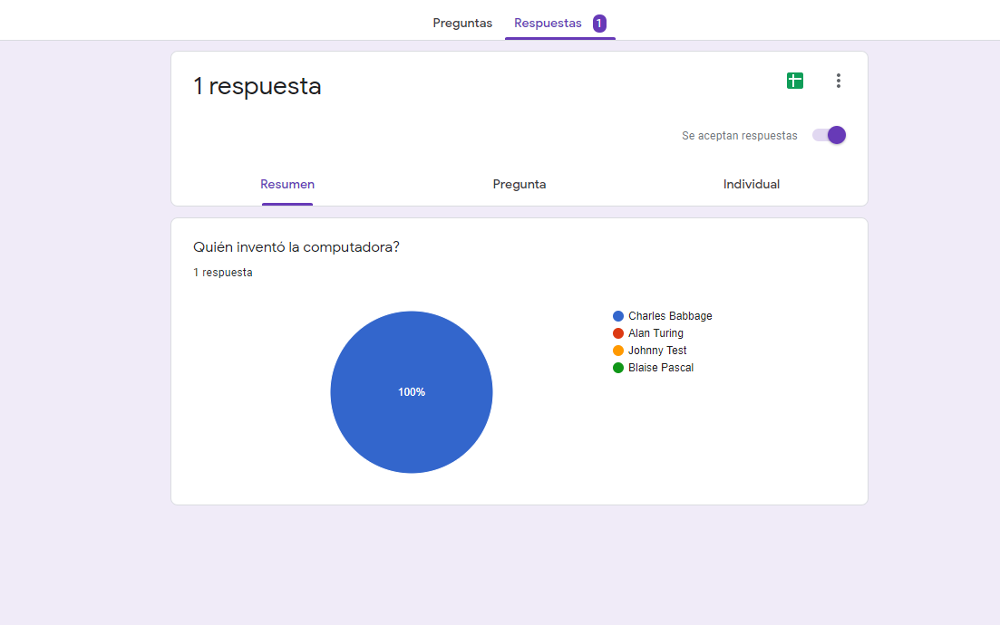 Preguntas Respuestas 1
1 respuesta
Se aceptan respuestas
Resumen Pregunta Individual
Quién inventó la computadora?
1 respuesta
100%
Charles Babbage
Alan Turing
Johnny Test
Blaise Pascal